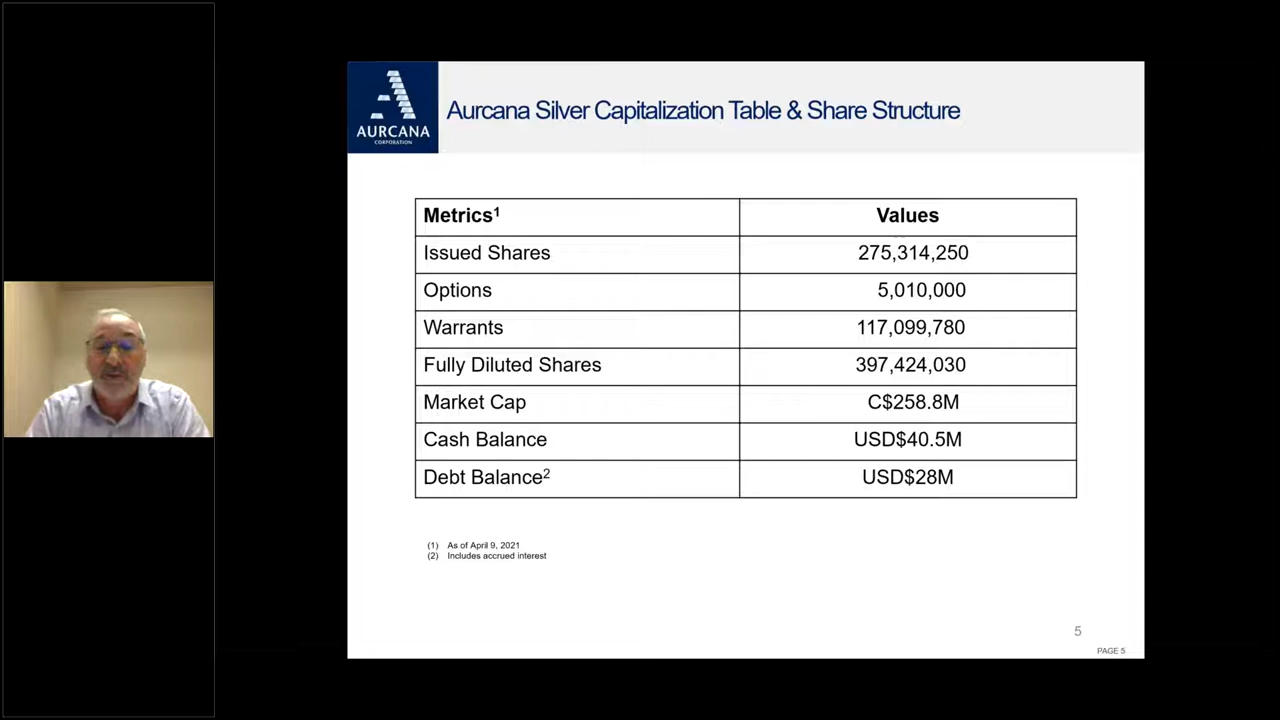 AURCANA
CORPORATION
Aurcana Silver Capitalization Table & Share Structure
Metrics¹ Values
Issued Shares 275,314,250
Options 5,010,000
Warrants 117,099,780
Fully Diluted Shares 397,424,030
Market Cap C$258.8M
Cash Balance USD$40.5M
Debt Balance² USD$28M
(1) As of April 9, 2021
(2) Includes accrued interest
5
PAGE 5